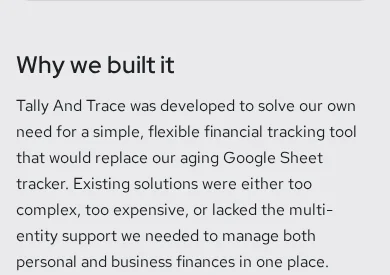 Why we built it
Tally And Trace was developed to solve our own
need for a simple, flexible financial tracking tool
that would replace our aging Google Sheet
tracker. Existing solutions were either too
complex, too expensive, or lacked the multi-
entity support we needed to manage both
personal and business finances in one place.